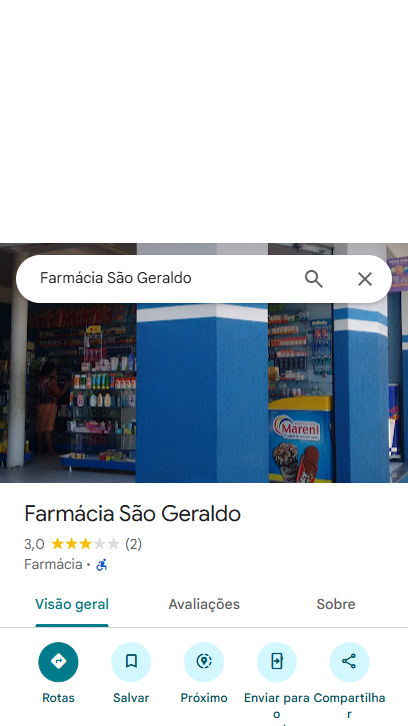 Farmácia São Geraldo
Gillette
Mareni
Farmácia São Geraldo
3,0 (2)
Farmácia ·
Visão geral Avaliações Sobre
Rotas Salvar Próximo Enviar para o Compartilhar